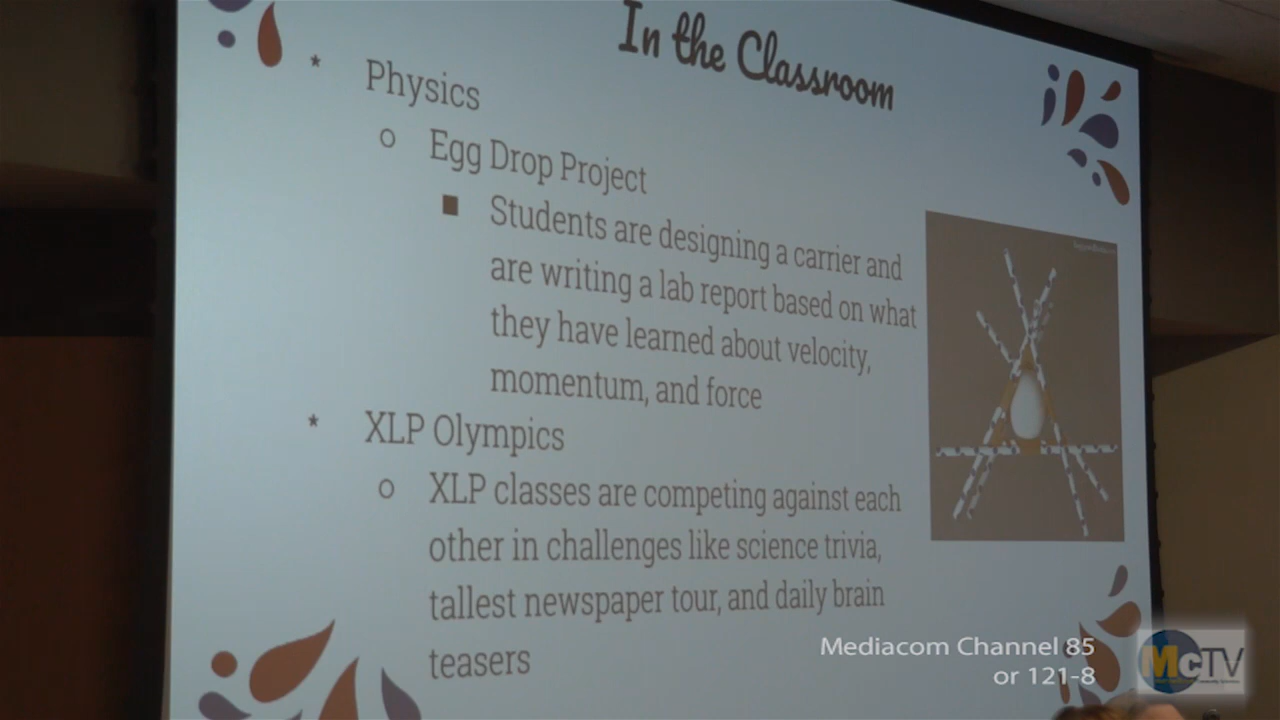 In the Classroom
* Physics
o Egg Drop Project
■ Students are designing a carrier and
are writing a lab report based on what
they have learned about velocity,
momentum, and force
* XLP Olympics
o XLP classes are competing against each
other in challenges like science trivia,
tallest newspaper tour, and daily brain
teasers
Mediacom Channel 85
or 121-8
McTV